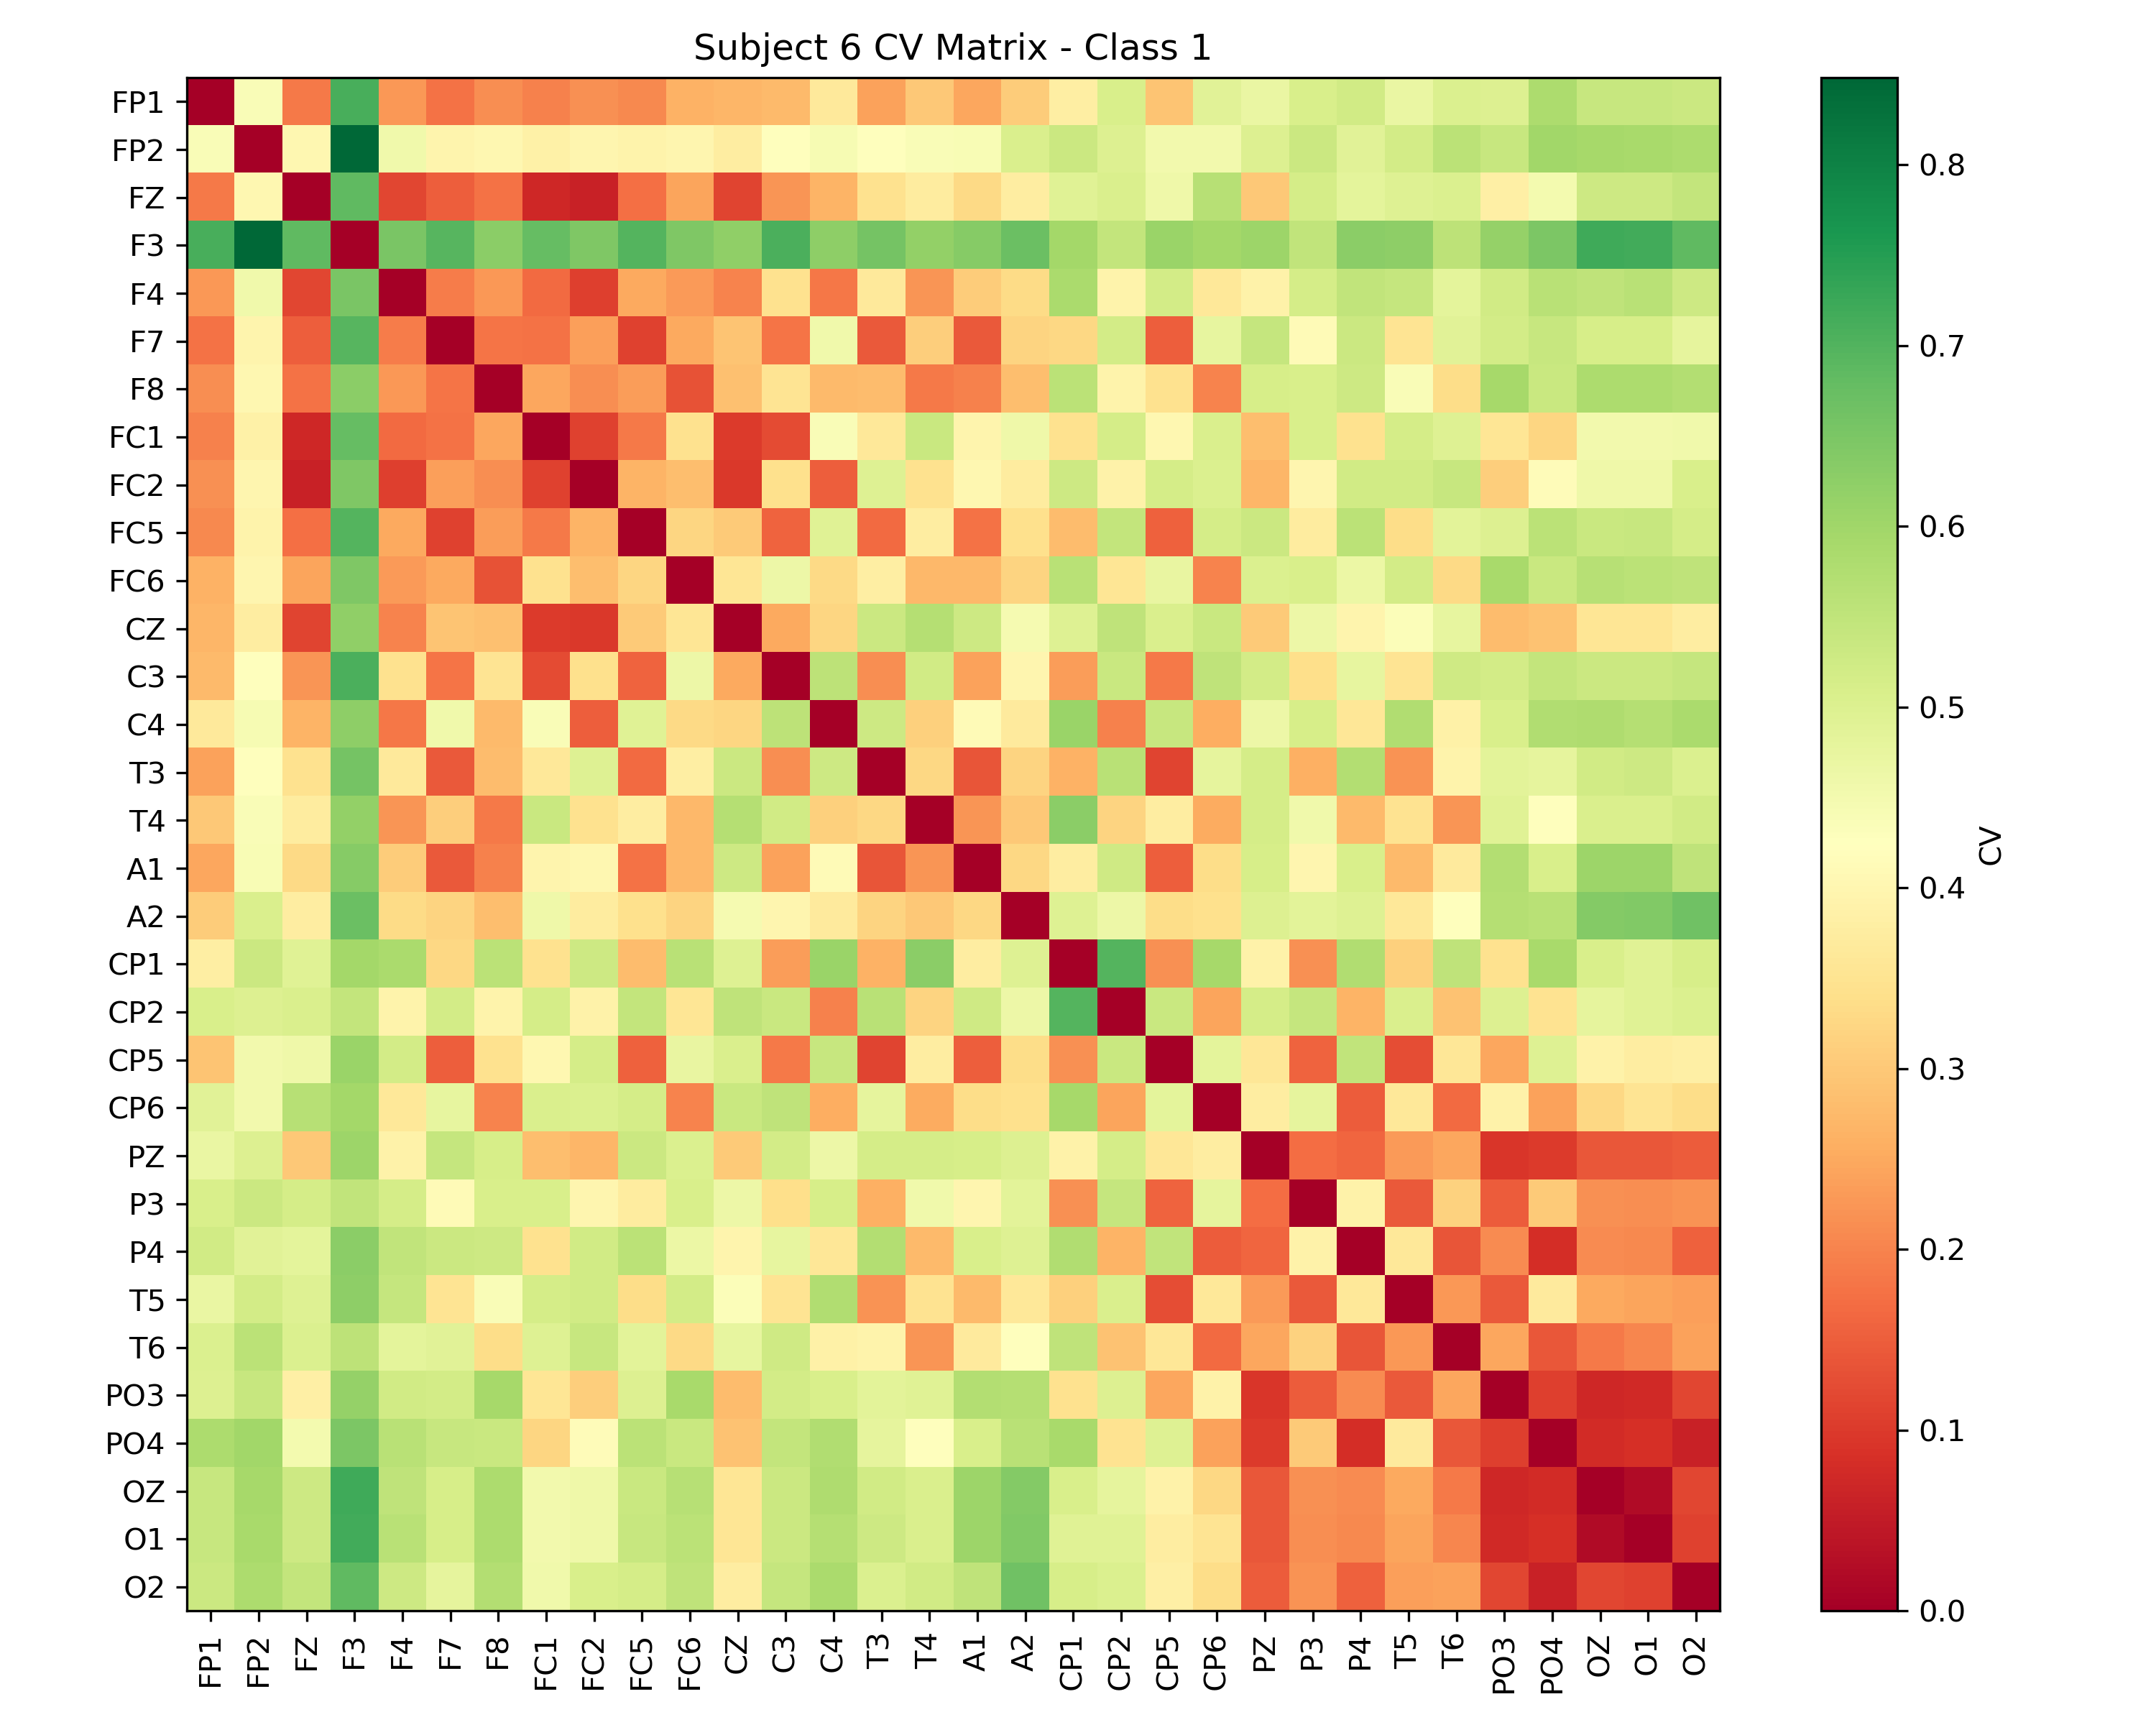 Subject 6 CV Matrix - Class 1
FP1
FP2
FZ
F3
F4
F7
F8
FC1
FC2
FC5
FC6
CZ
C3
C4
T3
T4
A1
A2
CP1
CP2
CP5
CP6
PZ
P3
P4
T5
T6
PO3
PO4
OZ
O1
O2
FP1 FP2 FZ F3 F4 F7 F8 FC1 FC2 FC5 FC6 CZ C3 C4 T3 T4 A1 A2 CP1 CP2 CP5 CP6 PZ P3 P4 T5 T6 PO3 PO4 OZ O1 O2
0.8
0.7
0.6
0.5
0.4
0.3
0.2
0.1
0.0
CV